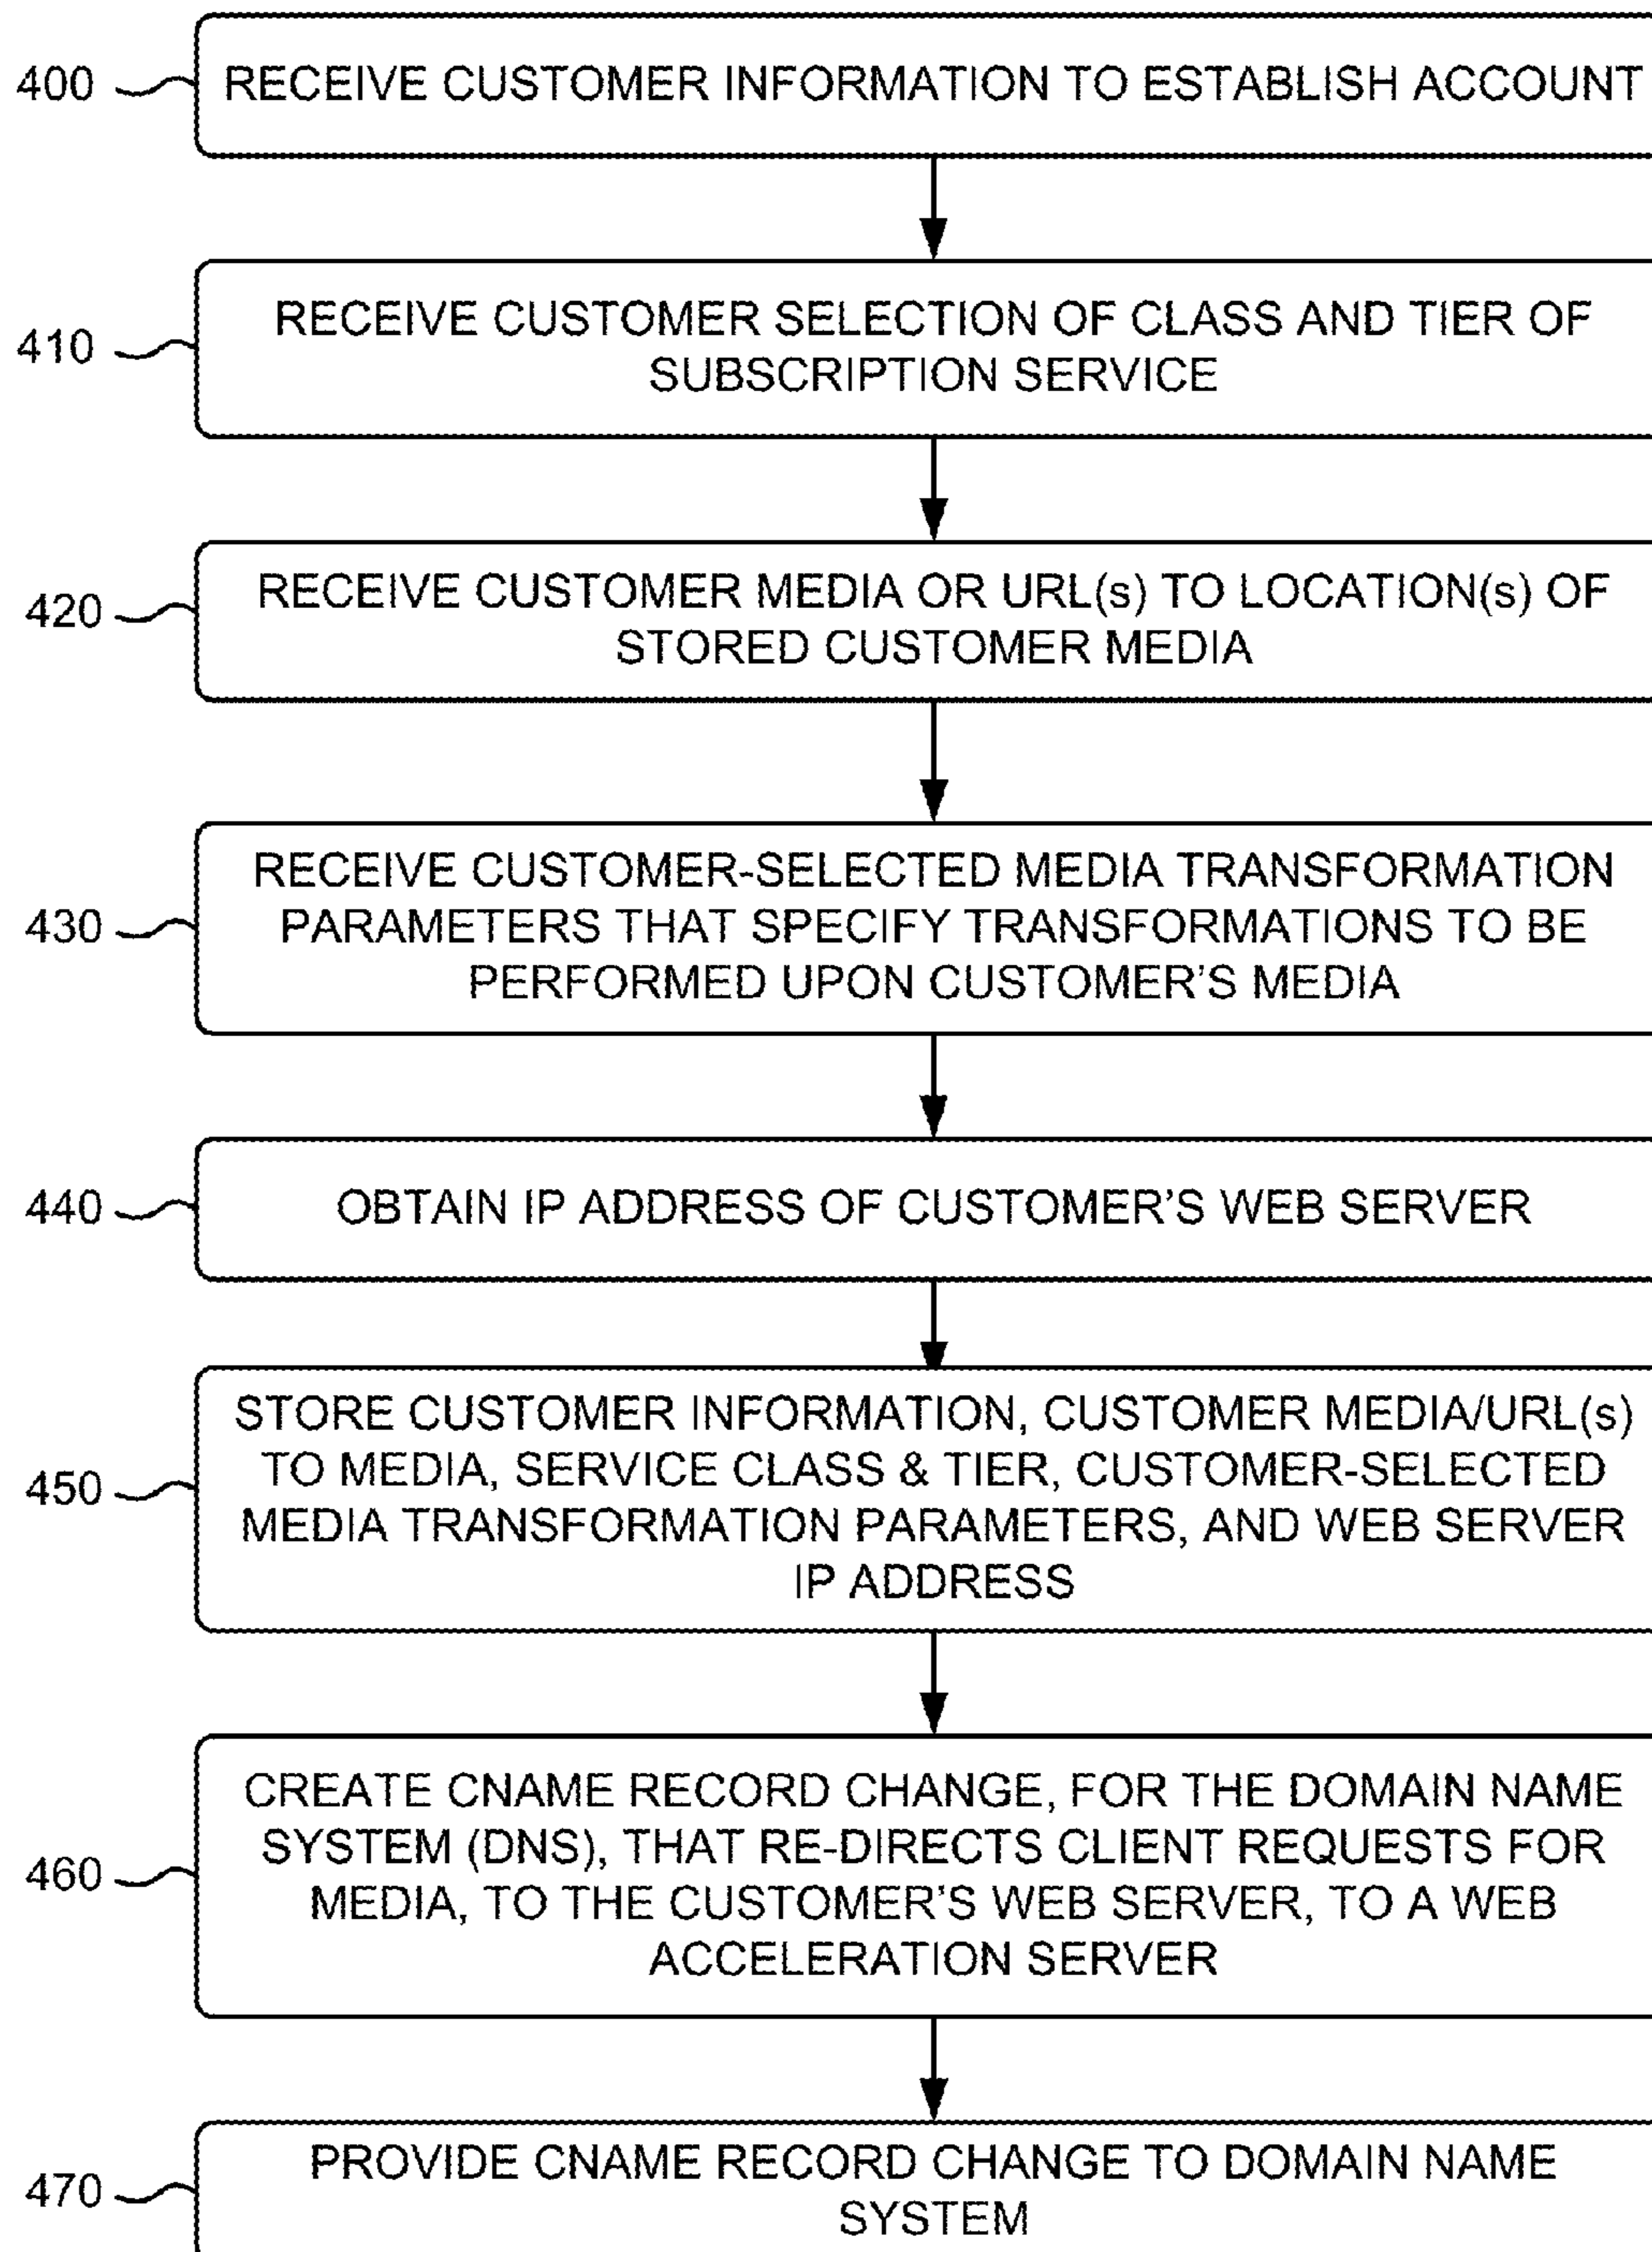 400 RECEIVE CUSTOMER INFORMATION TO ESTABLISH ACCOUNT
410 RECEIVE CUSTOMER SELECTION OF CLASS AND TIER OF
SUBSCRIPTION SERVICE
420 RECEIVE CUSTOMER MEDIA OR URL(s) TO LOCATION(s) OF
STORED CUSTOMER MEDIA
430 RECEIVE CUSTOMER-SELECTED MEDIA TRANSFORMATION
PARAMETERS THAT SPECIFY TRANSFORMATIONS TO BE
PERFORMED UPON CUSTOMER'S MEDIA
440 OBTAIN IP ADDRESS OF CUSTOMER'S WEB SERVER
450 STORE CUSTOMER INFORMATION, CUSTOMER MEDIA/URL(s)
TO MEDIA, SERVICE CLASS & TIER, CUSTOMER-SELECTED
MEDIA TRANSFORMATION PARAMETERS, AND WEB SERVER
IP ADDRESS
460 CREATE CNAME RECORD CHANGE, FOR THE DOMAIN NAME
SYSTEM (DNS), THAT RE-DIRECTS CLIENT REQUESTS FOR
MEDIA, TO THE CUSTOMER'S WEB SERVER, TO A WEB
ACCELERATION SERVER
470 PROVIDE CNAME RECORD CHANGE TO DOMAIN NAME
SYSTEM